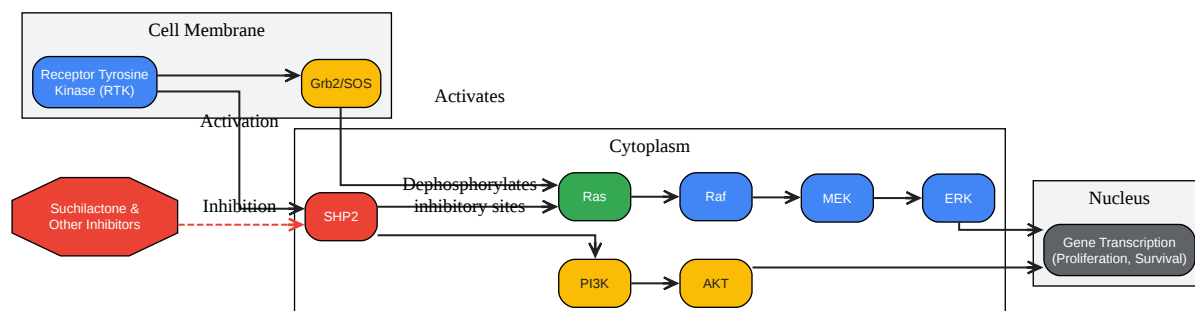 Cell Membrane
Receptor Tyrosine
Kinase (RTK)
Grb2/SOS
Activates
Activation
Cytoplasm
Suchilactone &
Other Inhibitors
Inhibition
SHP2
Dephosphorylates
inhibitory sites
Ras
Raf
MEK
ERK
PI3K
AKT
Nucleus
Gene Transcription
(Proliferation, Survival)